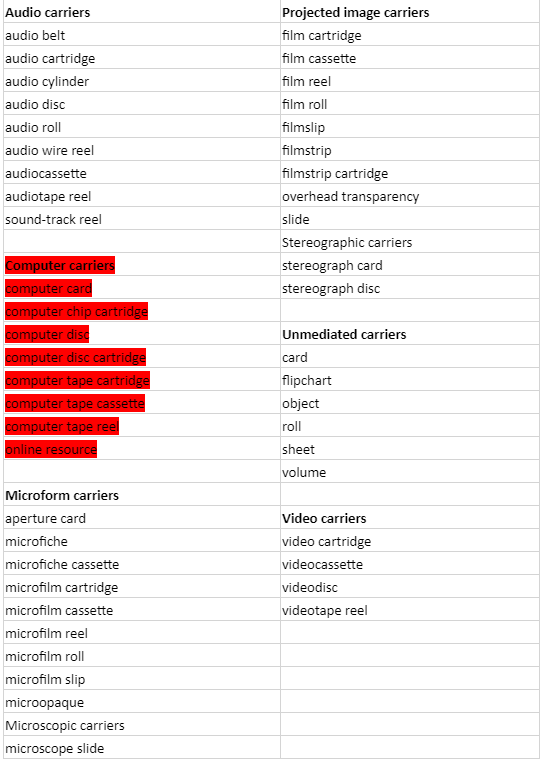 Audio carriers
audio belt
audio cartridge
audio cylinder
audio disc
audio roll
audio wire reel
audiocassette
audiotape reel
sound-track reel
Computer carriers
computer card
computer chip cartridge
computer disc
computer disc cartridge
computer tape cartridge
computer tape cassette
computer tape reel
online resource
Microform carriers
aperture card
microfiche
microfiche cassette
microfilm cartridge
microfilm cassette
microfilm reel
microfilm roll
microfilm slip
microopaque
Microscopic carriers
microscope slide
Projected image carriers
film cartridge
film cassette
film reel
film roll
filmslip
filmstrip
filmstrip cartridge
overhead transparency
slide
Stereographic carriers
stereograph card
stereograph disc
Unmediated carriers
card
flipchart
object
roll
sheet
volume
Video carriers
video cartridge
videocassette
videodisc
videotape reel